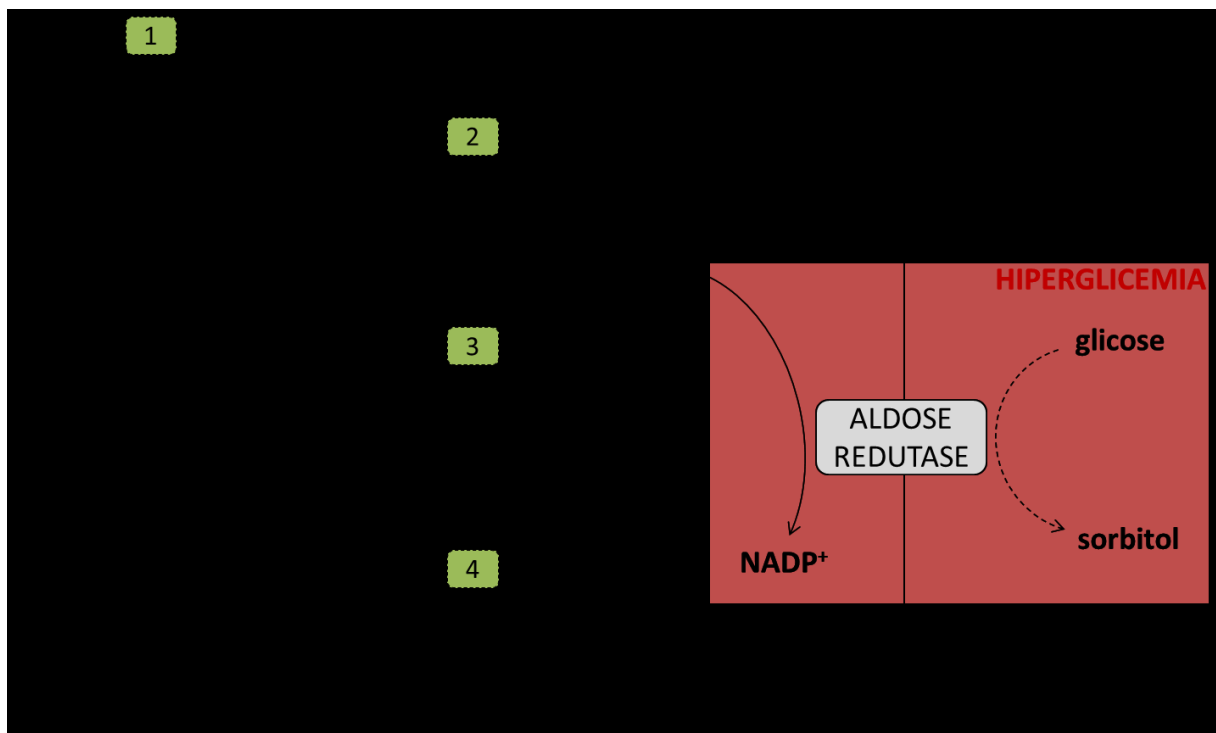 1
2
HIPERGLICEMIA
glicose
3
ALDOSE
REDUTASE
sorbitol
NADP⁺
4